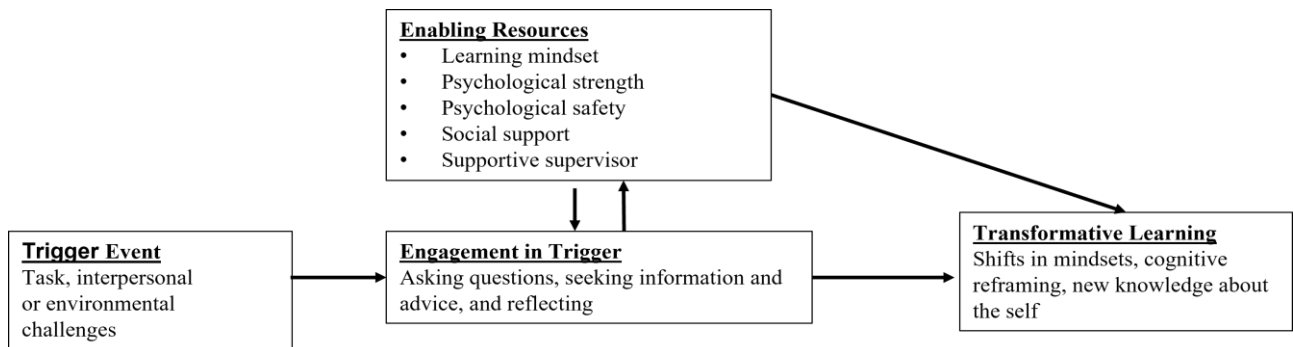 Enabling Resources
• Learning mindset
• Psychological strength
• Psychological safety
• Social support
• Supportive supervisor
Trigger Event
Task, interpersonal
or environmental
challenges
Engagement in Trigger
Asking questions, seeking information and
advice, and reflecting
Transformative Learning
Shifts in mindsets, cognitive
reframing, new knowledge about
the self